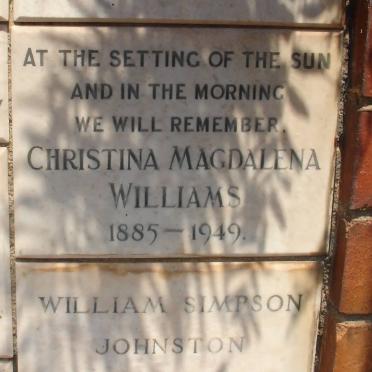 AT THE SETTING OF THE SUN
AND IN THE MORNING
WE WILL REMEMBER.
CHRISTINA MAGDALENA
WILLIAMS
1885 — 1949.
WILLIAM SIMPSON
JOHNSTON